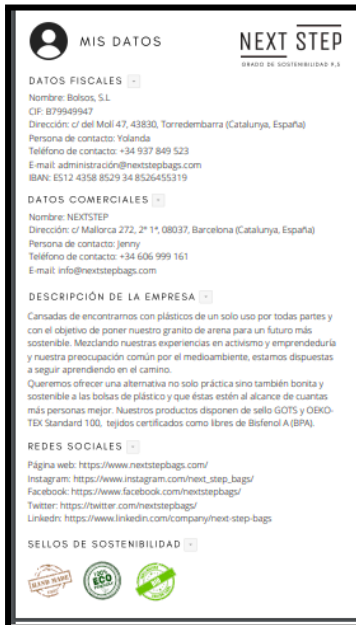 MIS DATOS
NEXT STEP
GRADO DE SOSTENIBILIDAD 9,5
DATOS FISCALES
Nombre: Bolsos, S.L
CIF: B79949947
Dirección: c/ del Molí 47, 43830, Torredembarra (Catalunya, España)
Persona de contacto: Yolanda
Teléfono de contacto: +34 937 849 523
E-mail: administración@nextstepbags.com
IBAN: ES12 4358 8529 34 8526455319
DATOS COMERCIALES
Nombre: NEXTSTEP
Dirección: c/ Mallorca 272, 2ª 1ª, 08037, Barcelona (Catalunya, España)
Persona de contacto: Jenny
Teléfono de contacto: +34 606 999 161
E-mail: info@nextstepbags.com
DESCRIPCIÓN DE LA EMPRESA
Cansadas de encontrarnos con plásticos de un solo uso por todas partes y
con el objetivo de poner nuestro granito de arena para un futuro más
sostenible. Mezclando nuestras experiencias en activismo y emprendeduría
y nuestra preocupación común por el medioambiente, estamos dispuestas
a seguir aprendiendo en el camino.
Queremos ofrecer una alternativa no solo práctica sino también bonita y
sostenible a las bolsas de plástico y que éstas estén al alcance de cuantas
más personas mejor. Nuestros productos disponen de sello GOTS y OEKO-
TEX Standard 100, tejidos certificados como libres de Bisfenol A (BPA).
REDES SOCIALES
Página web: https://www.nextstepbags.com/
Instagram: https://www.instagram.com/next_step_bags/
Facebook: https://www.facebook.com/nextstepbags/
Twitter: https://twitter.com/nextstepbags/
Linkedn: https://www.linkedin.com/company/next-step-bags
SELLOS DE SOSTENIBILIDAD
HAND MADE
100%
ECO